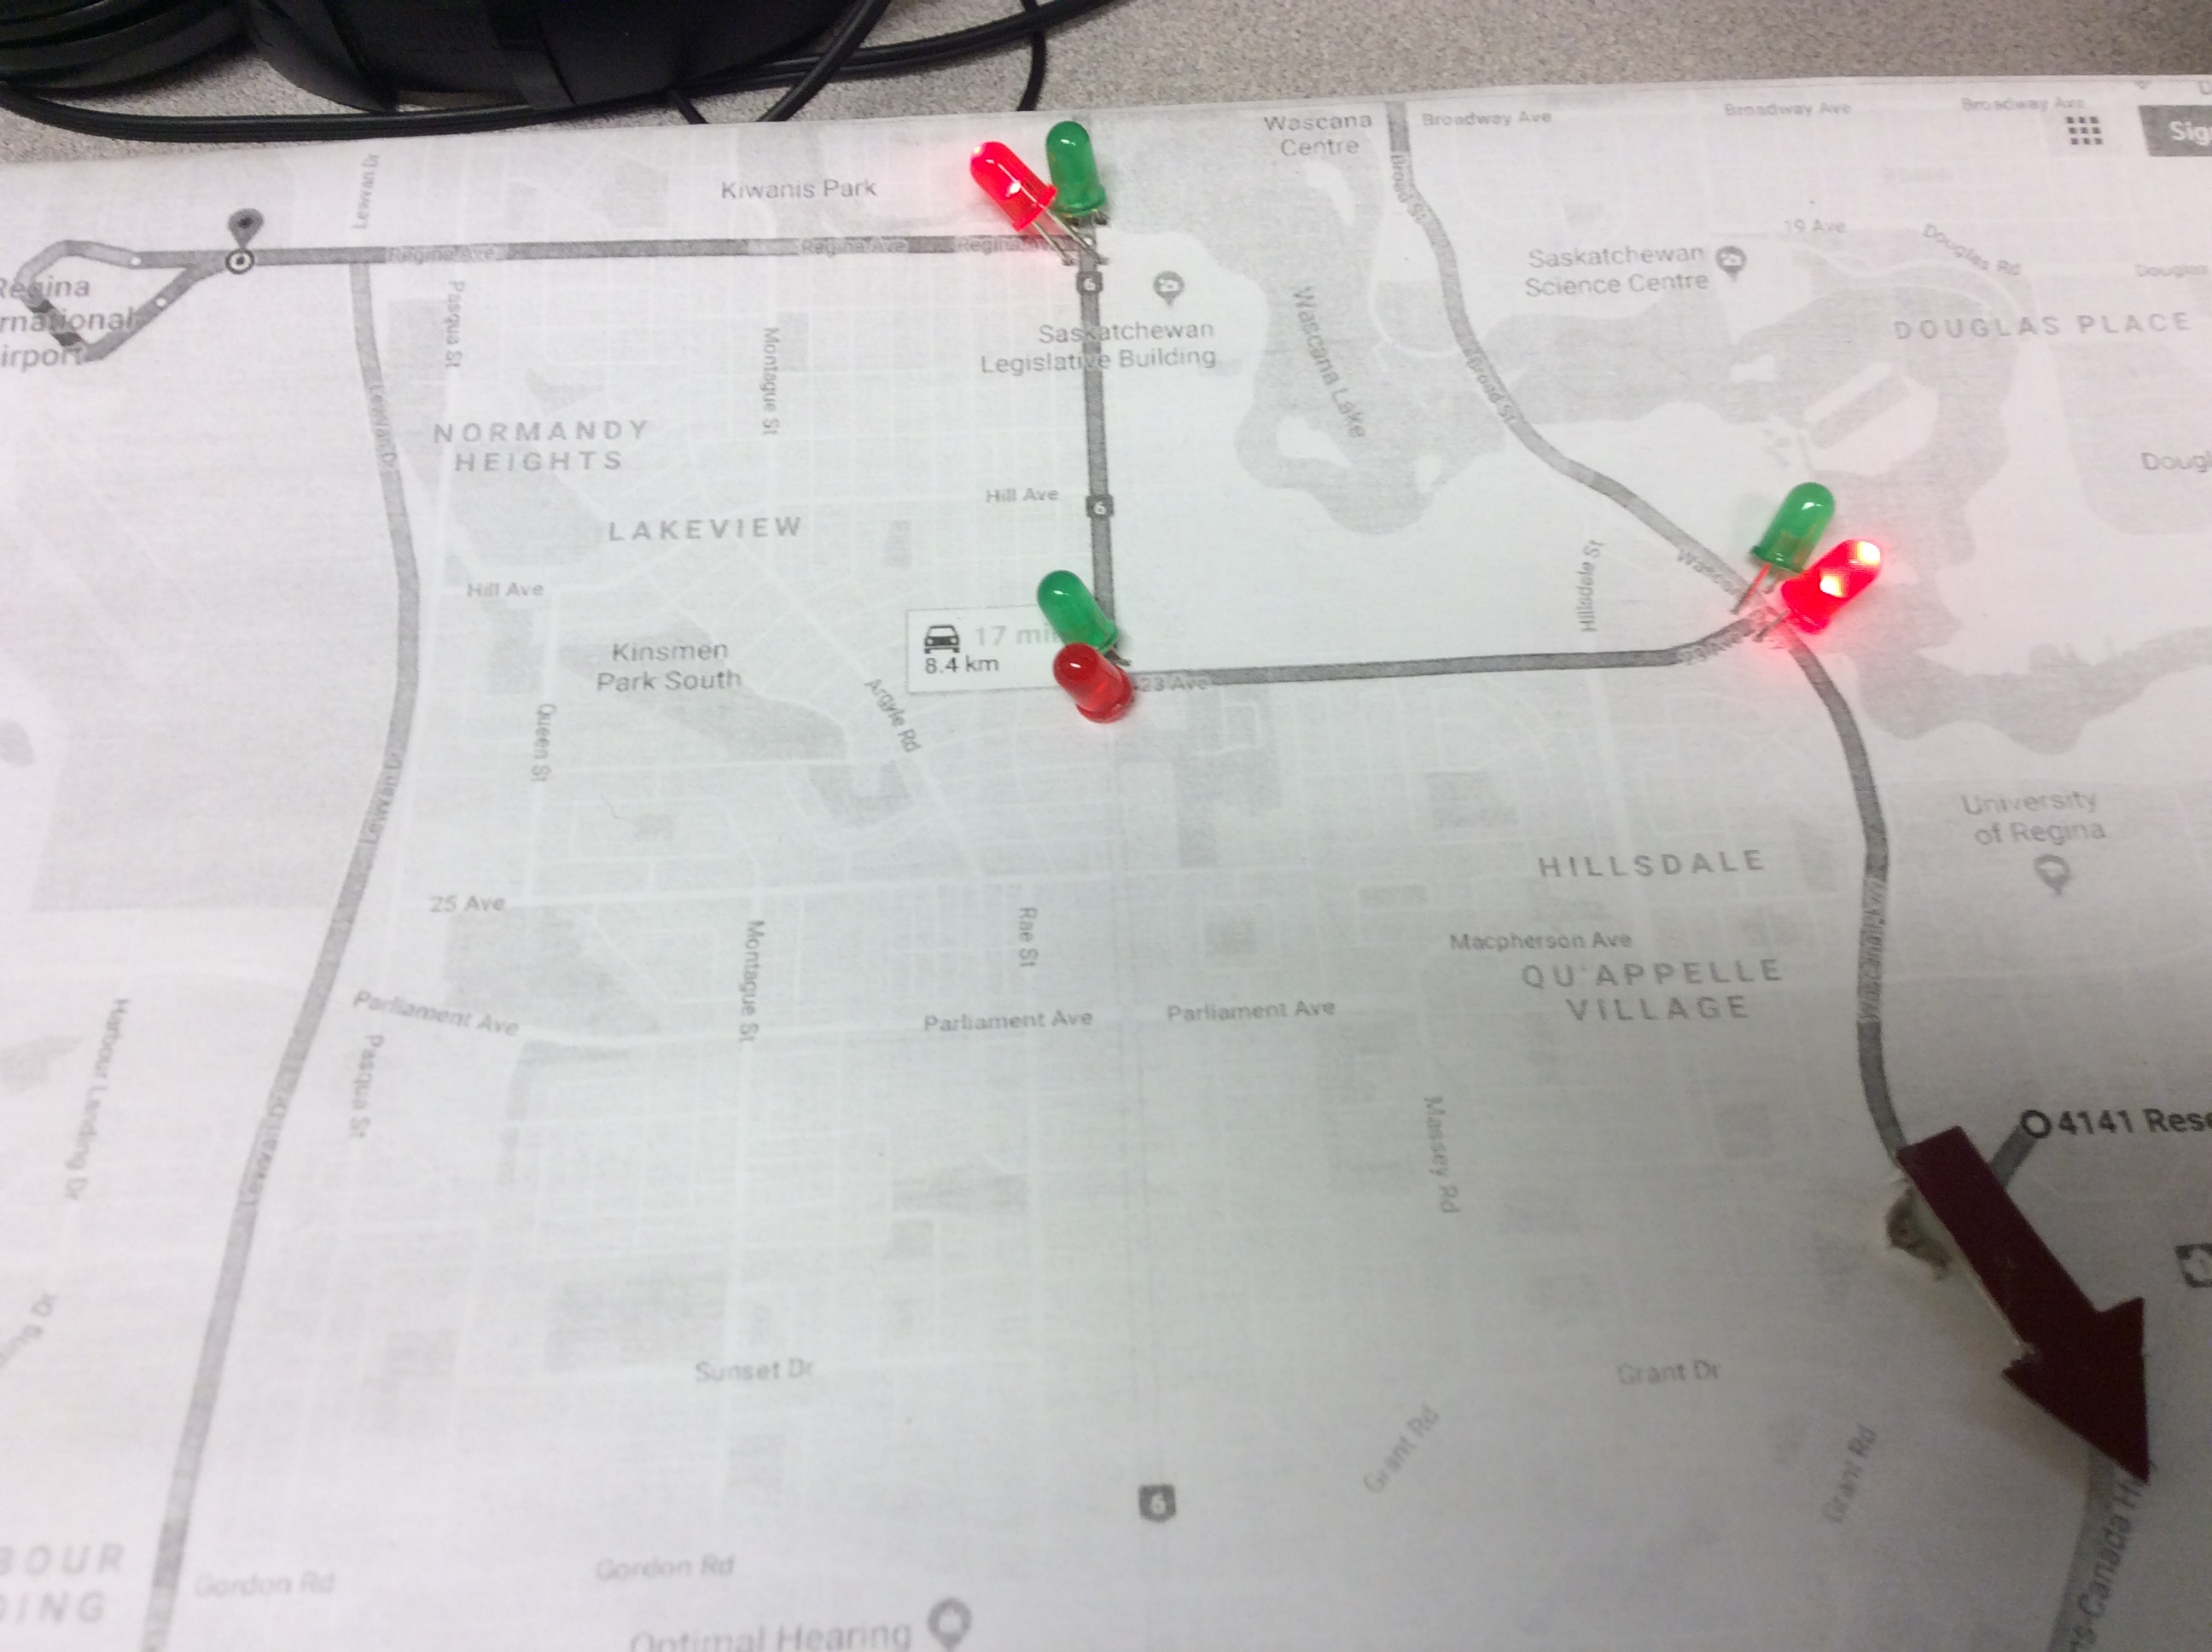 Broadway Ave
Broadway Ave
Broadway Ave
Wascana
Centre
Sig
Lewvan Dr
Kiwanis Park
Broad St
19 Ave
Douglas Rd
Regina Ave
Regina Ave
Regina Ave
Saskatchewan
Science Centre
Douglas
Regina
rnational
irport
6
Pasqua St
Montague St
Saskatchewan
Legislative Building
Wascana Lake
DOUGLAS PLACE
Lewvan Dr
Broad St
NORMANDY
HEIGHTS
Dougl
Hill Ave
6
LAKEVIEW
Hill Ave
Hillsdale St
Kinsmen
Park South
17 mi
8.4 km
23 Ave
23 Ave
Argyle Rd
Queen St
Lewvan Dr
University
of Regina
HILLSDALE
25 Ave
Rae St
Montague St
Macpherson Ave
QU'APPELLE
VILLAGE
Parliament Ave
Parliament Ave
Parliament Ave
Harbour Landing Dr
Pasqua St
Massey Rd
4141 Rese
Sunset Dr
Grant Dr
Grant Rd
Grant Rd
6
s-Canada H
BOUR
DING
Gordon Rd
Gordon Rd
Optimal Hearing